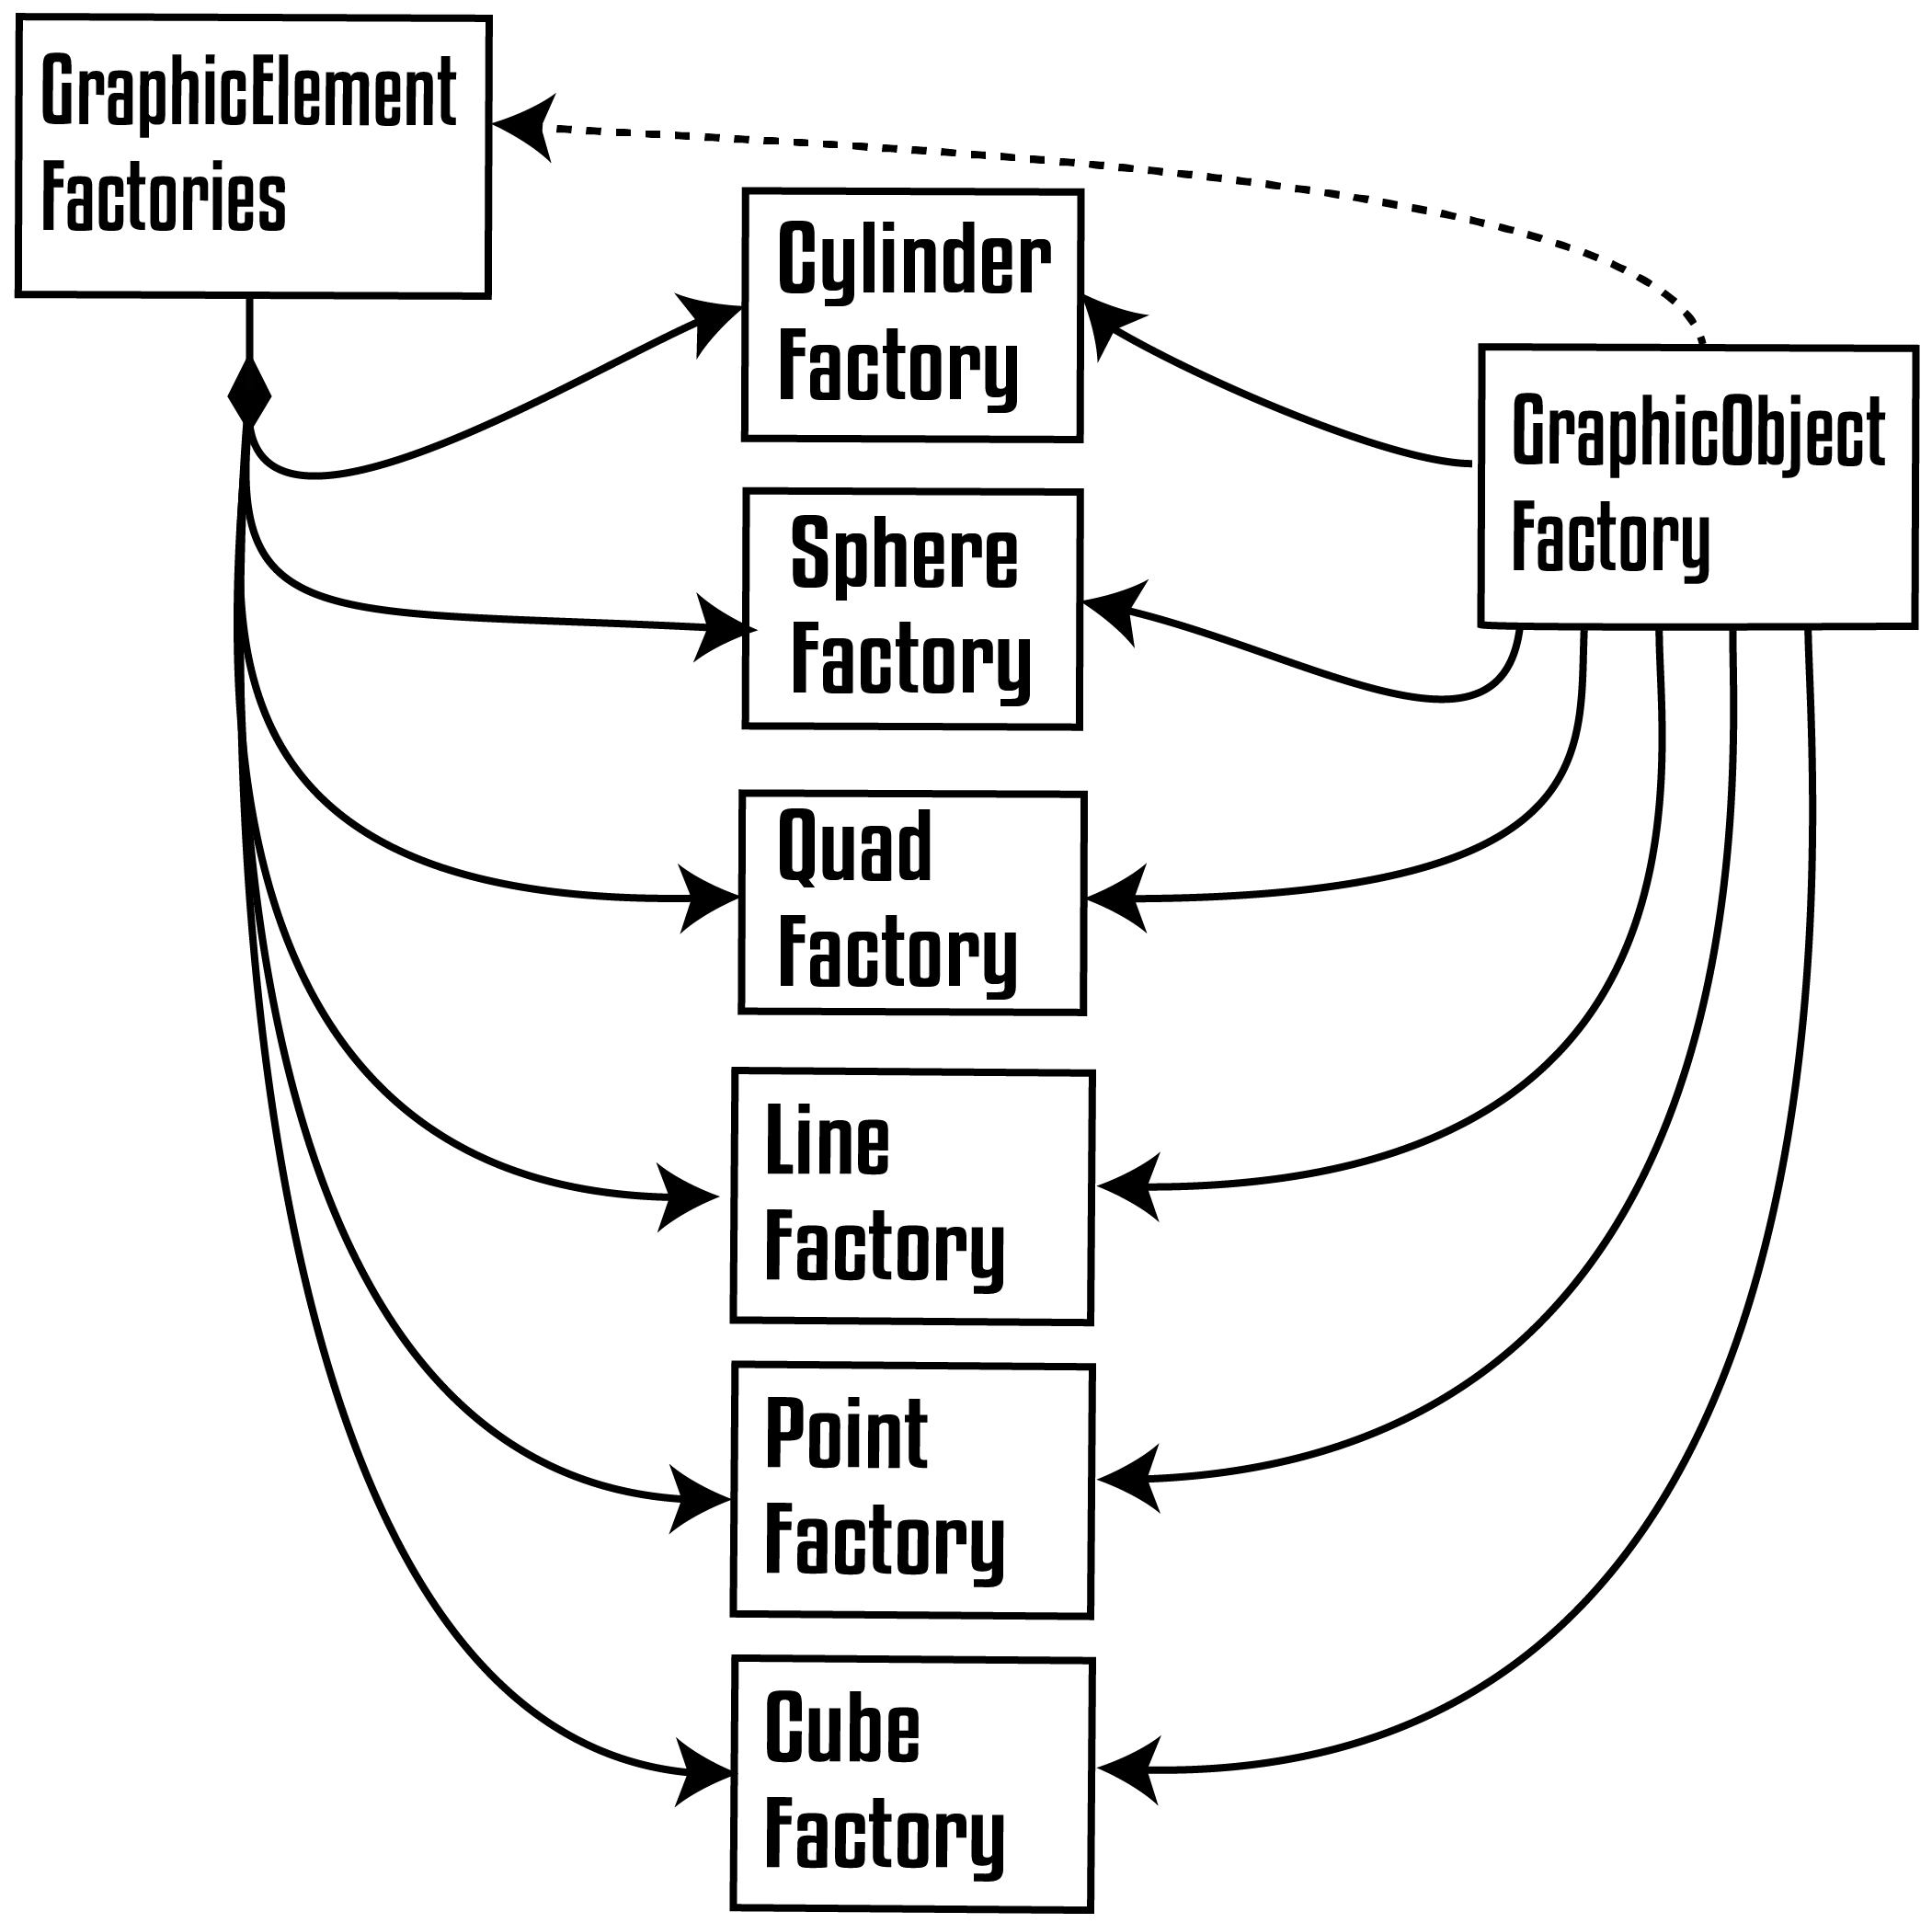 GraphicElement
Factories
Cylinder
Factory
GraphicObject
Factory
Sphere
Factory
Quad
Factory
Line
Factory
Point
Factory
Cube
Factory